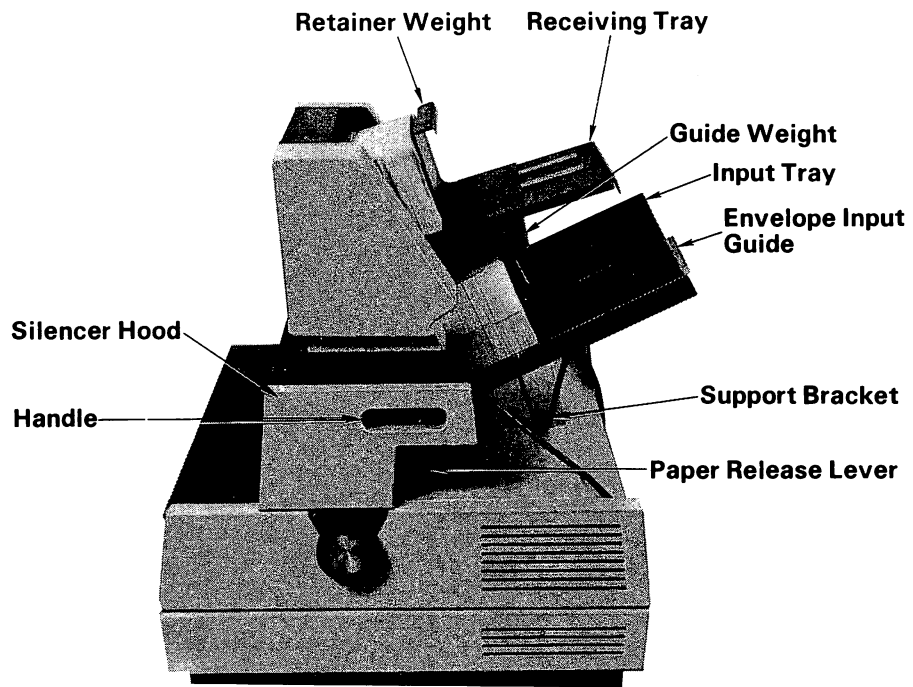 Retainer Weight
Receiving Tray
Guide Weight
Input Tray
Envelope Input
Guide
Silencer Hood
Handle
Support Bracket
Paper Release Lever